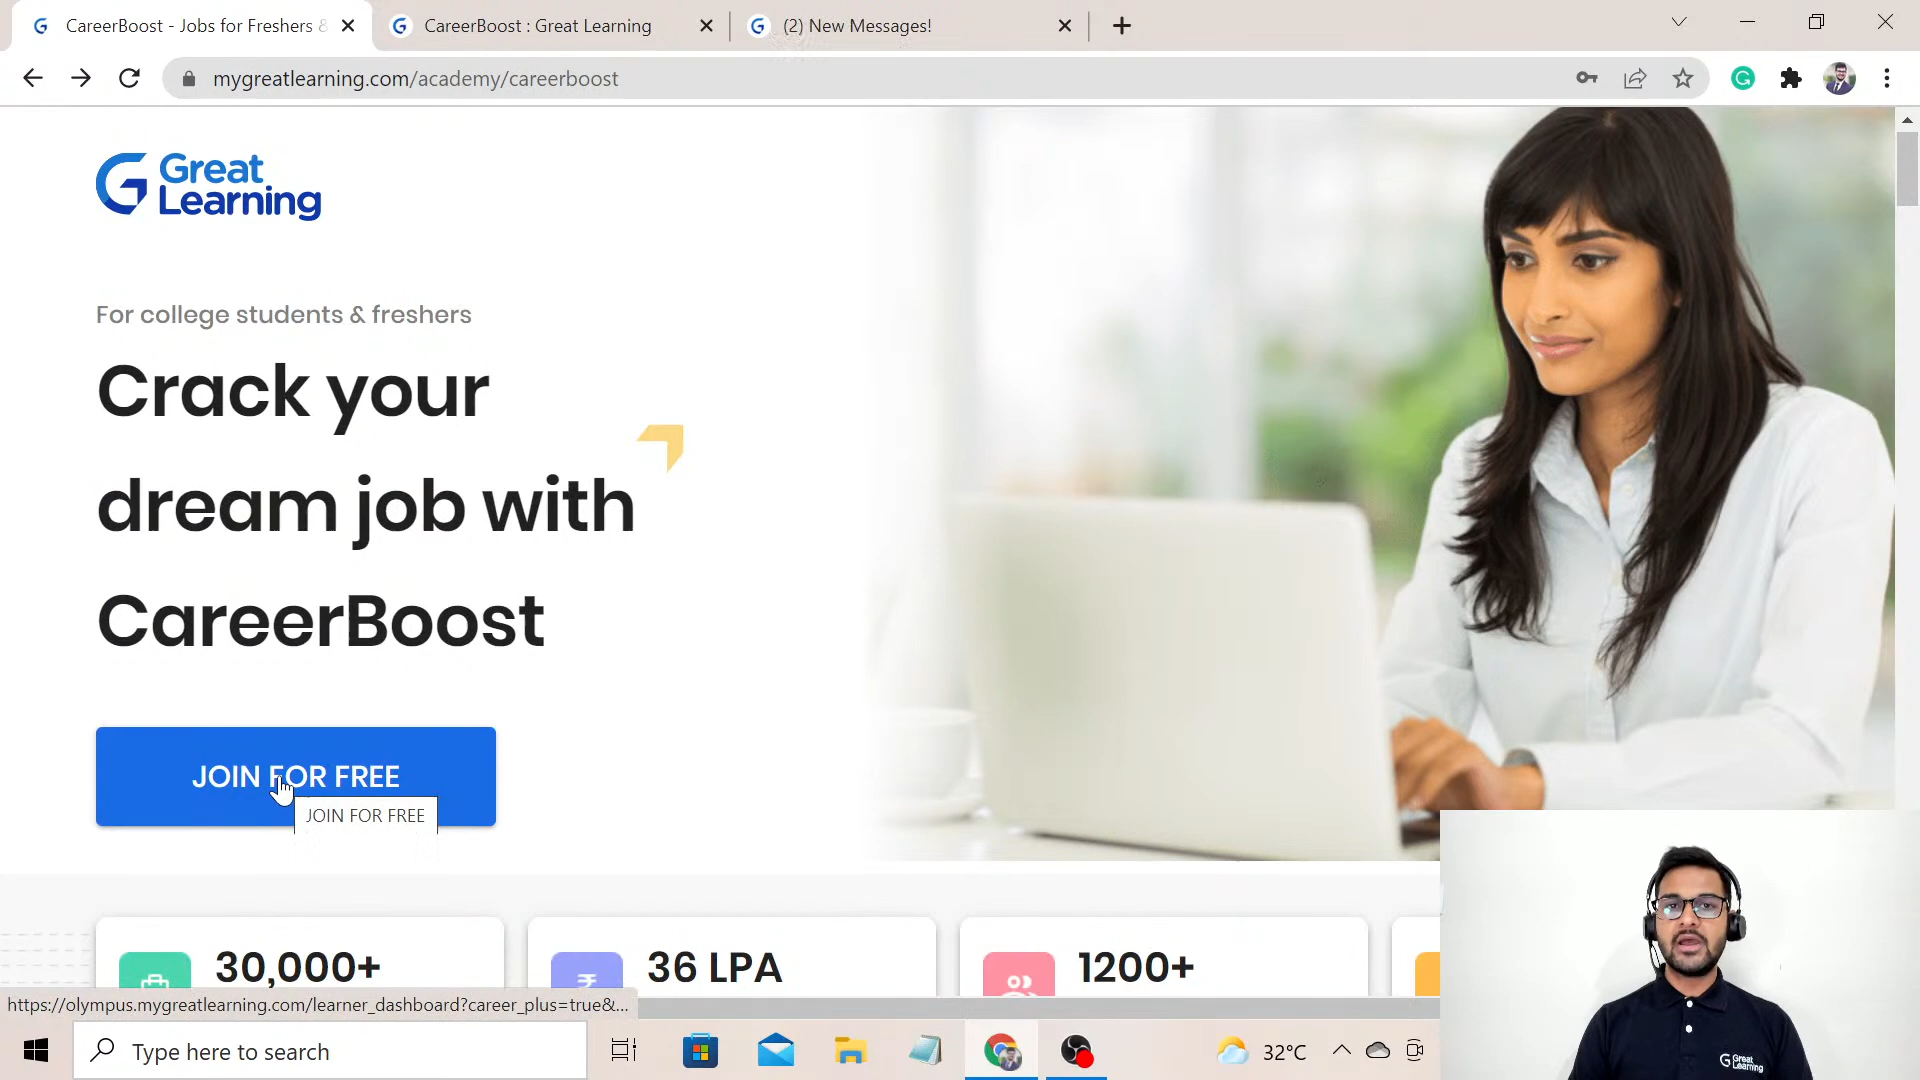 CareerBoost - Jobs for Freshers &
CareerBoost : Great Learning
(2) New Messages!
mygreatlearning.com/academy/careerboost
Great
Learning
For college students & freshers
Crack your
dream job with
CareerBoost
JOIN FOR FREE
JOIN FOR FREE
30,000+
36 LPA
1200+
https://olympus.mygreatlearning.com/learner_dashboard?career_plus=true&...
Type here to search
32°C
Great
Learning